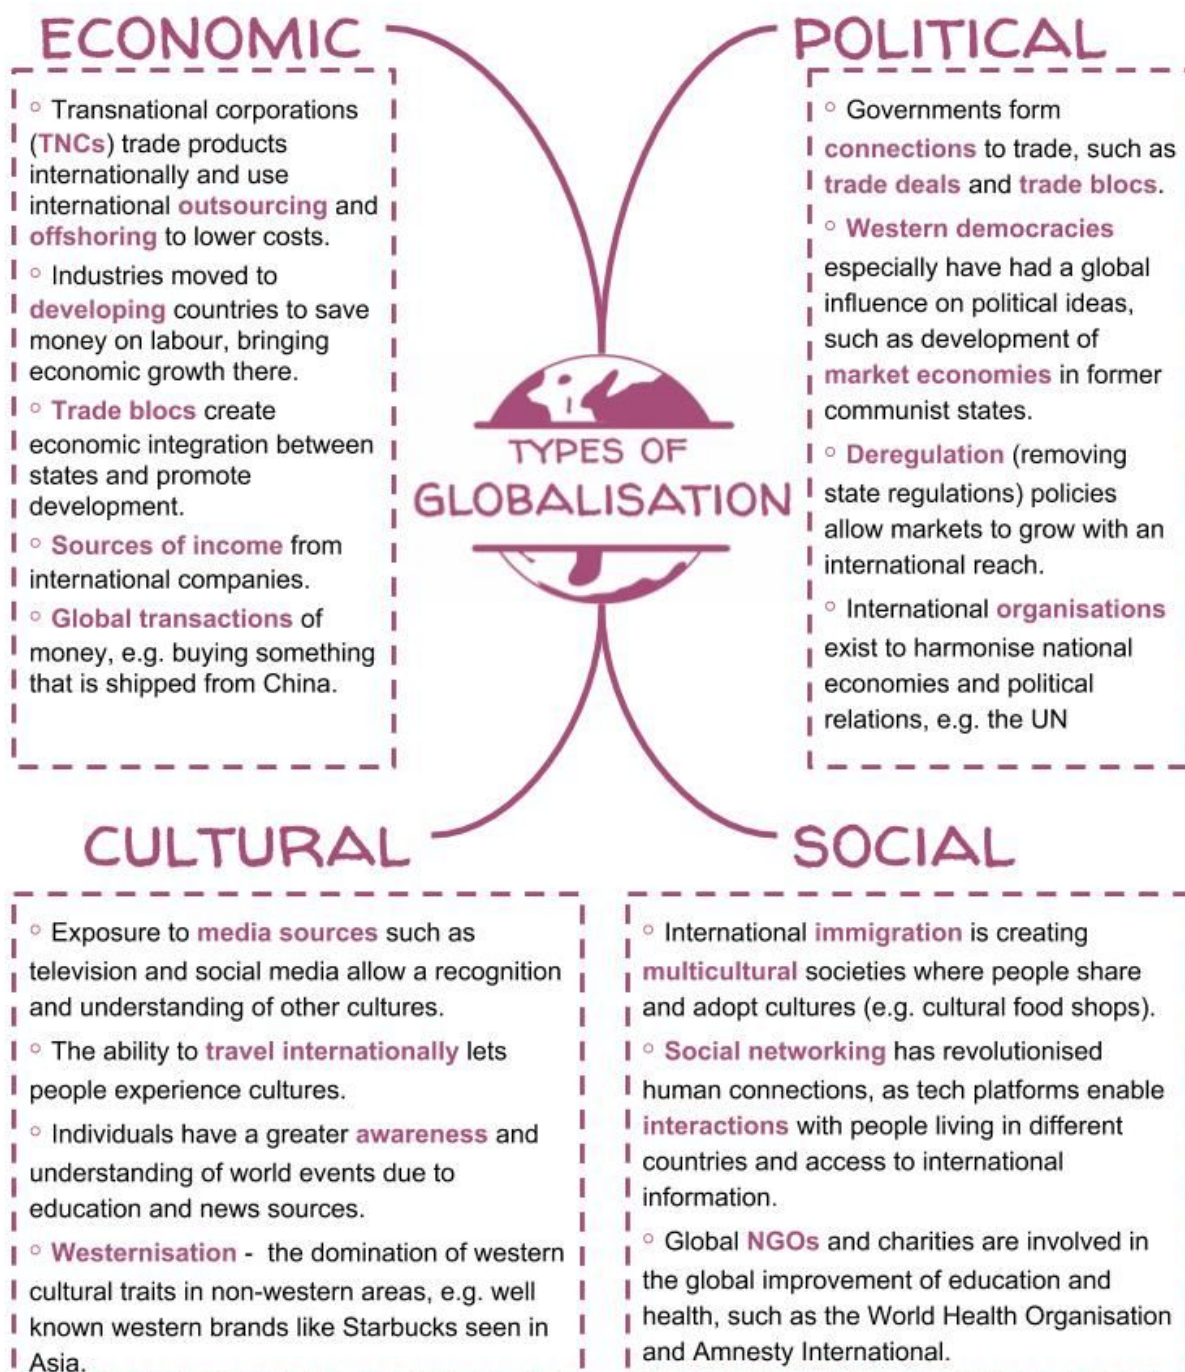 ECONOMIC
◦ Transnational corporations
(TNCs) trade products
internationally and use
international outsourcing and
offshoring to lower costs.
◦ Industries moved to
developing countries to save
money on labour, bringing
economic growth there.
◦ Trade blocs create
economic integration between
states and promote
development.
◦ Sources of income from
international companies.
◦ Global transactions of
money, e.g. buying something
that is shipped from China.
POLITICAL
◦ Governments form
connections to trade, such as
trade deals and trade blocs.
◦ Western democracies
especially have had a global
influence on political ideas,
such as development of
market economies in former
communist states.
◦ Deregulation (removing
state regulations) policies
allow markets to grow with an
international reach.
◦ International organisations
exist to harmonise national
economies and political
relations, e.g. the UN
TYPES OF
GLOBALISATION
CULTURAL
◦ Exposure to media sources such as
television and social media allow a recognition
and understanding of other cultures.
◦ The ability to travel internationally lets
people experience cultures.
◦ Individuals have a greater awareness and
understanding of world events due to
education and news sources.
◦ Westernisation - the domination of western
cultural traits in non-western areas, e.g. well
known western brands like Starbucks seen in
Asia.
SOCIAL
◦ International immigration is creating
multicultural societies where people share
and adopt cultures (e.g. cultural food shops).
◦ Social networking has revolutionised
human connections, as tech platforms enable
interactions with people living in different
countries and access to international
information.
◦ Global NGOs and charities are involved in
the global improvement of education and
health, such as the World Health Organisation
and Amnesty International.